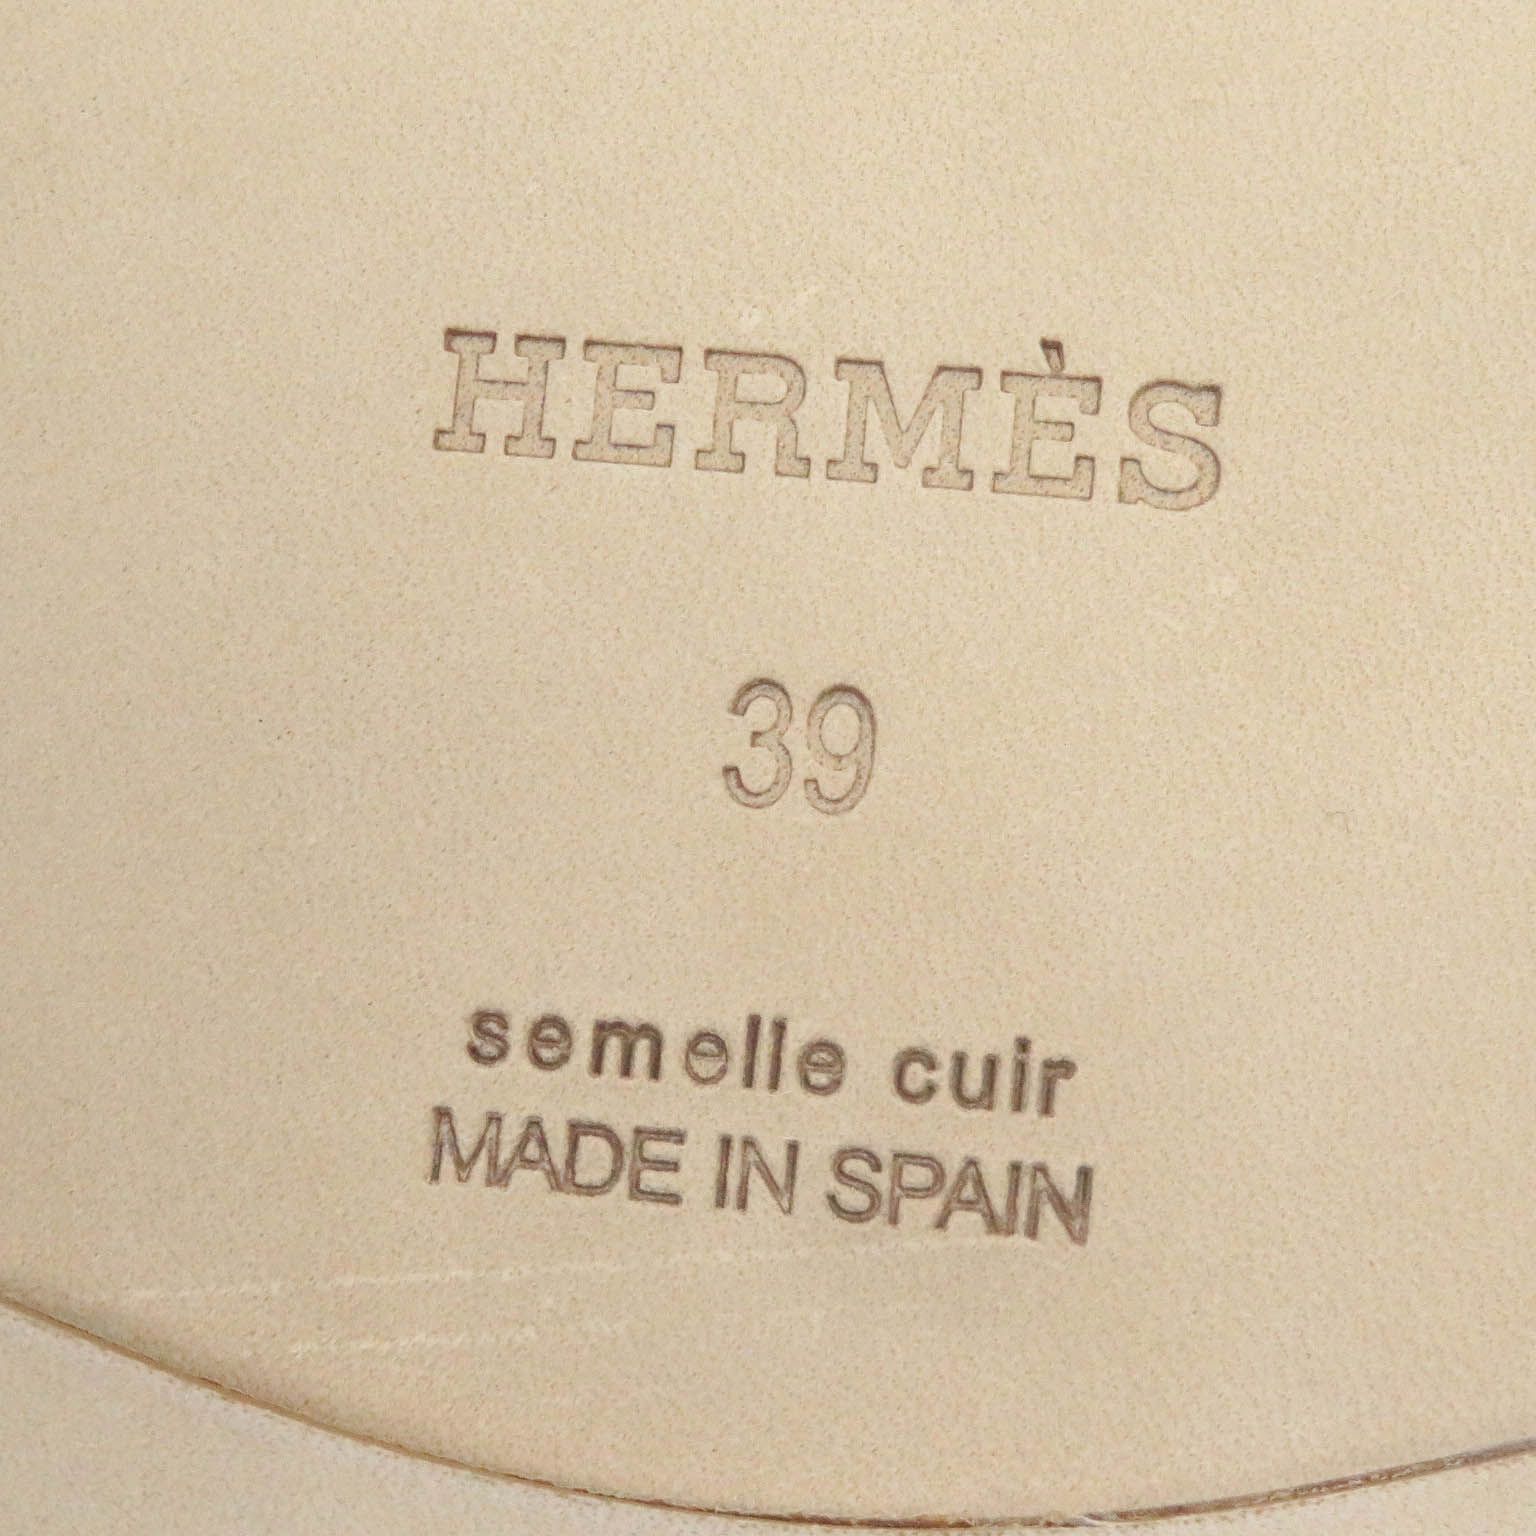 HERMÈS
39
semelle cuir
MADE IN SPAIN